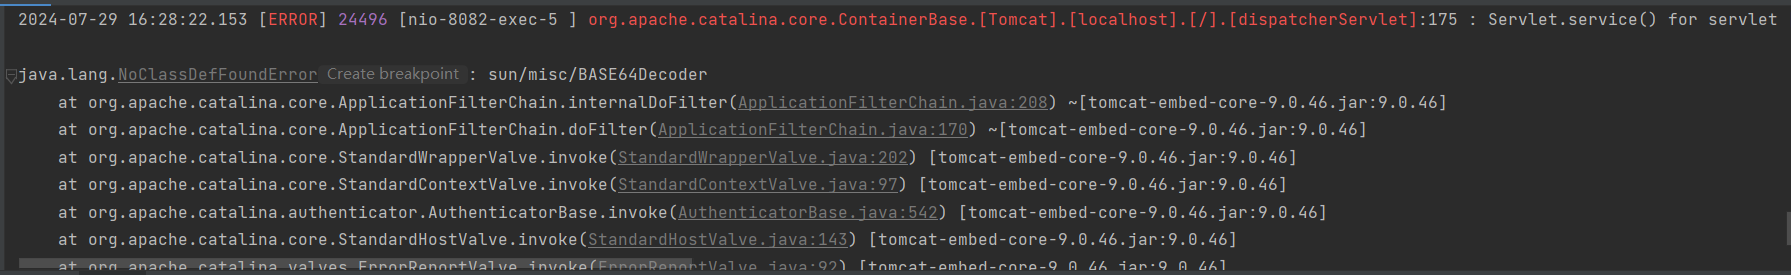 2024-07-29 16:28:22.153 [ERROR] 24496 [nio-8082-exec-5 ] org.apache.catalina.core.ContainerBase.[Tomcat].[localhost].[/].[dispatcherServlet]:175 : Servlet.service() for servlet
java.lang.NoClassDefFoundError Create breakpoint : sun/misc/BASE64Decoder
at org.apache.catalina.core.ApplicationFilterChain.internalDoFilter(ApplicationFilterChain.java:208) ~[tomcat-embed-core-9.0.46.jar:9.0.46]
at org.apache.catalina.core.ApplicationFilterChain.doFilter(ApplicationFilterChain.java:170) ~[tomcat-embed-core-9.0.46.jar:9.0.46]
at org.apache.catalina.core.StandardWrapperValve.invoke(StandardWrapperValve.java:202) [tomcat-embed-core-9.0.46.jar:9.0.46]
at org.apache.catalina.core.StandardContextValve.invoke(StandardContextValve.java:97) [tomcat-embed-core-9.0.46.jar:9.0.46]
at org.apache.catalina.authenticator.AuthenticatorBase.invoke(AuthenticatorBase.java:542) [tomcat-embed-core-9.0.46.jar:9.0.46]
at org.apache.catalina.core.StandardHostValve.invoke(StandardHostValve.java:143) [tomcat-embed-core-9.0.46.jar:9.0.46]
at org.apache.catalina.valves.ErrorReportValve.invoke(ErrorReportValve.java:92) [tomcat-embed-core-9.0.46.jar:9.0.46]